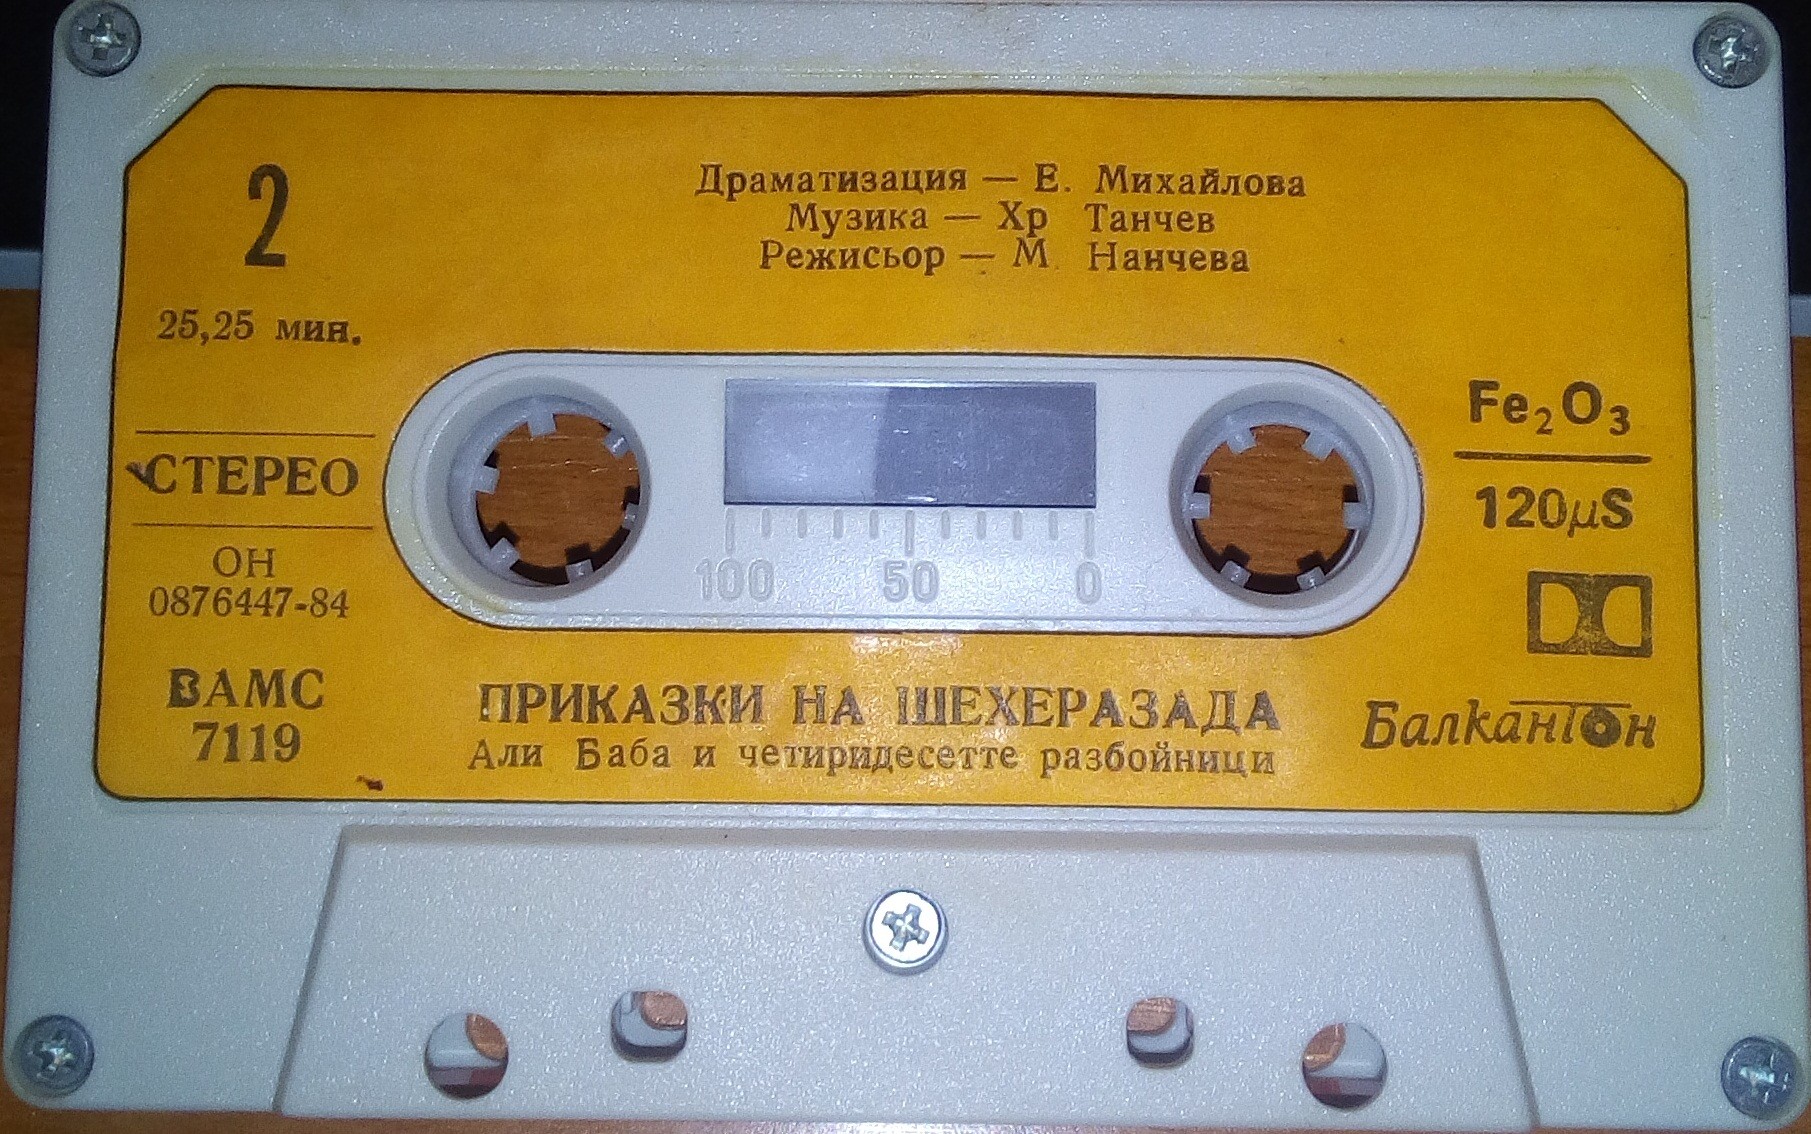 2
25,25 мин.
Драматизация — Е. Михайлова
Музика — Хр Танчев
Режисьор — М. Нанчева
СТЕРЕО
ОН
0876447-84
ВАМС
7119
100 50 0
Fe₂O₃
120µS
ПРИКАЗКИ НА ШЕХЕРАЗАДА
Али Баба и четиридесетте разбойници
Балкантон